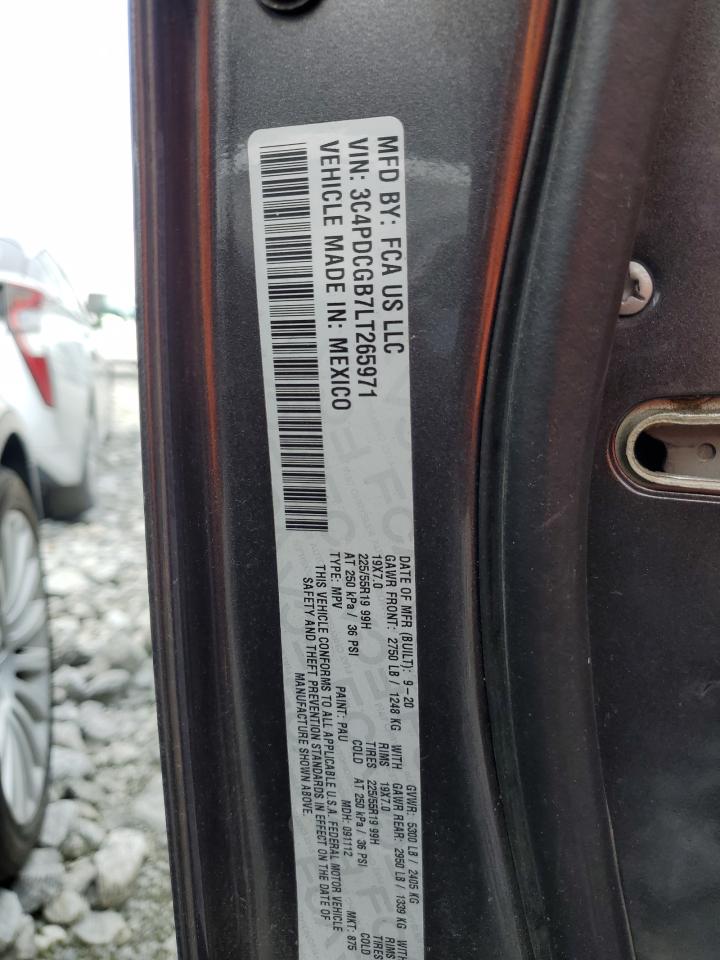 MFD BY: FCA US LLC
VIN: 3C4PDCGB7LT265971
VEHICLE MADE IN: MEXICO
DATE OF MFR (BUILT): 9-20 GVWR: 5300 LB / 2405 KG
GAWR FRONT: 2750 LB / 1248 KG WITH GAWR REAR: 2950 LB / 1339 KG WITH
19X7.0 RIMS 19X7.0 RIMS
225/55R19 99H TIRES 225/55R19 99H TIRES
AT 250 kPa / 36 PSI COLD AT 250 kPa / 36 PSI COLD
TYPE: MPV PAINT: PAU MDH: 091112 MKT: 875
THIS VEHICLE CONFORMS TO ALL APPLICABLE U.S.A. FEDERAL MOTOR VEHICLE
SAFETY AND THEFT PREVENTION STANDARDS IN EFFECT ON THE DATE OF
MANUFACTURE SHOWN ABOVE.